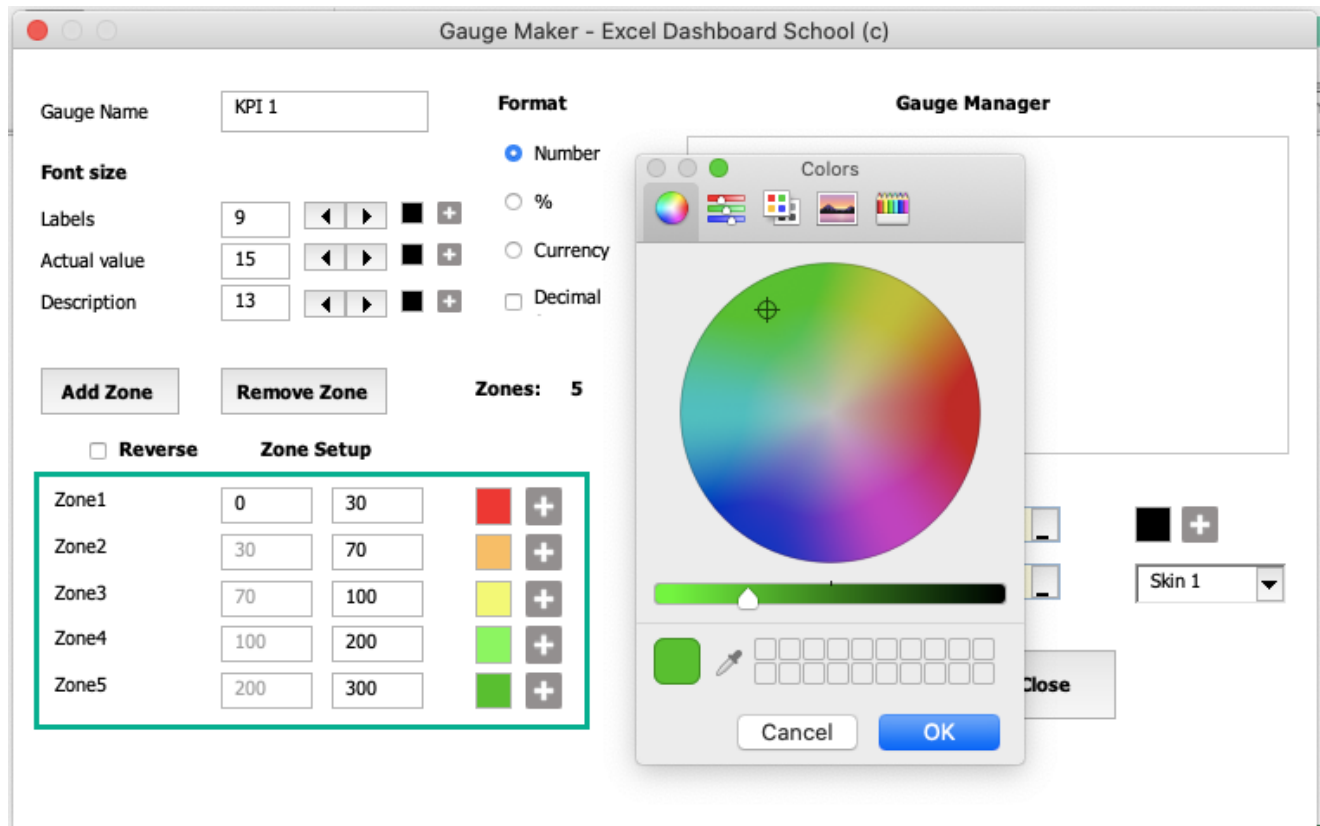 Gauge Maker - Excel Dashboard School (c)
Gauge Name
KPI 1
Format
Gauge Manager
Number
Font size
%
Labels
9
Actual value
15
Currency
Description
13
Decimal
Colors
Add Zone
Remove Zone
Zones: 5
Reverse
Zone Setup
Zone1 0 30
Zone2 30 70
Zone3 70 100
Zone4 100 200
Zone5 200 300
Skin 1
Close
Cancel
OK